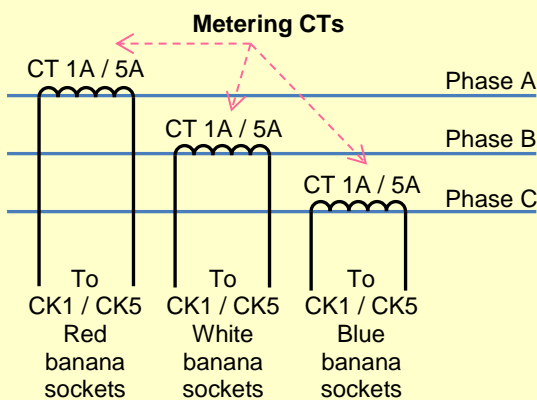 Metering CTs
CT 1A / 5A
Phase A
CT 1A / 5A
Phase B
CT 1A / 5A
Phase C
To
CK1 / CK5
Red
banana
sockets
To
CK1 / CK5
White
banana
sockets
To
CK1 / CK5
Blue
banana
sockets